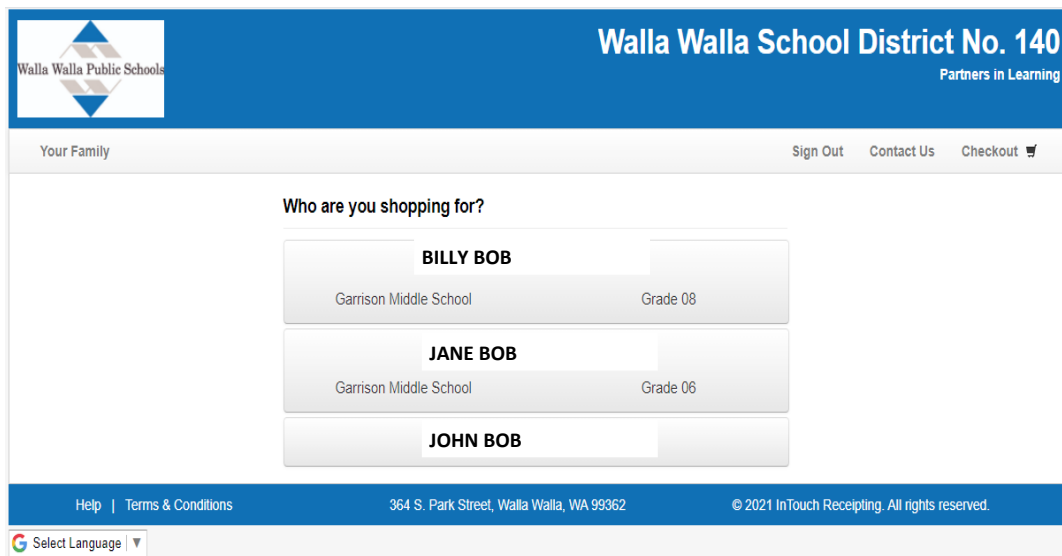 Walla Walla Public Schools
Walla Walla School District No. 140
Partners in Learning
Your Family
Sign Out Contact Us Checkout
Who are you shopping for?
BILLY BOB
Garrison Middle School Grade 08
JANE BOB
Garrison Middle School Grade 06
JOHN BOB
Help | Terms & Conditions 364 S. Park Street, Walla Walla, WA 99362 © 2021 InTouch Receipting. All rights reserved.
G Select Language | ▼